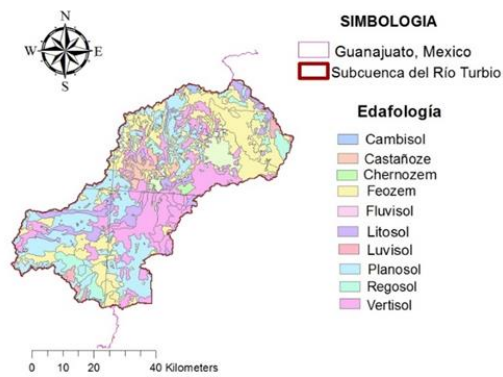 N
W E
S
SIMBOLOGIA
Guanajuato, Mexico
Subcuenca del Río Turbio
Edafología
Cambisol
Castañoze
Chernozem
Feozem
Fluvisol
Litosol
Luvisol
Planosol
Regosol
Vertisol
0 10 20 40 Kilometers